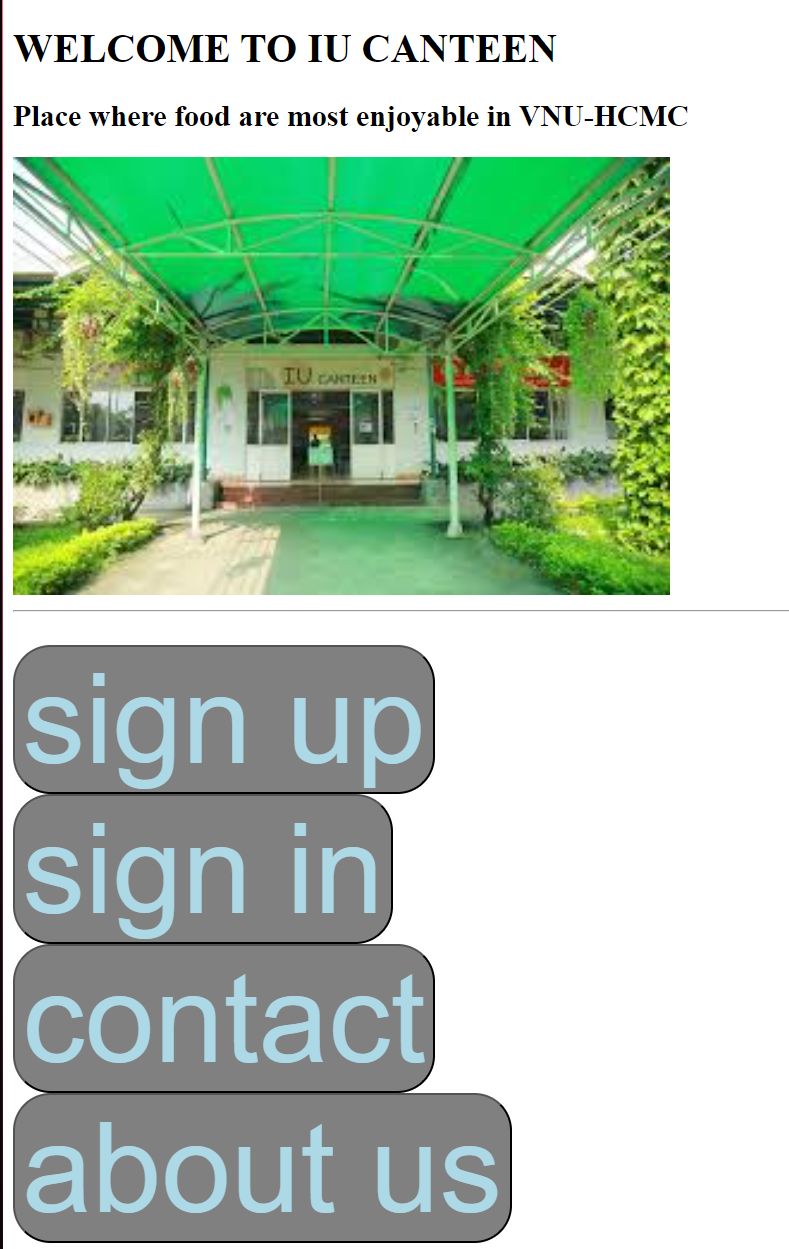 WELCOME TO IU CANTEEN
Place where food are most enjoyable in VNU-HCMC
IU CANTEEN
sign up
sign in
contact
about us